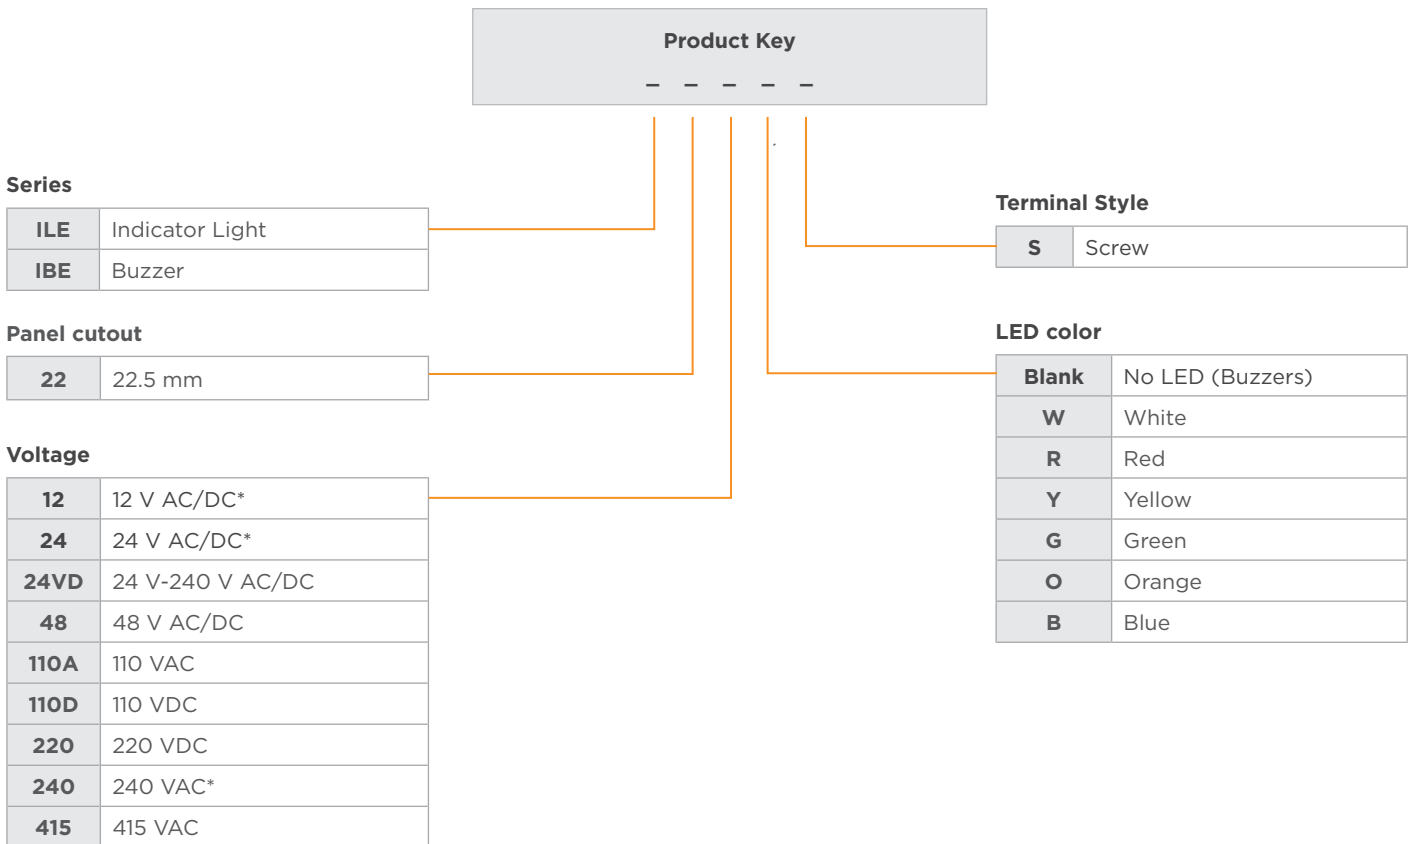 Product Key
– – – – –
Series
ILE Indicator Light
IBE Buzzer
Panel cutout
22 22.5 mm
Voltage
12 12 V AC/DC*
24 24 V AC/DC*
24VD 24 V-240 V AC/DC
48 48 V AC/DC
110A 110 VAC
110D 110 VDC
220 220 VDC
240 240 VAC*
415 415 VAC
Terminal Style
S Screw
LED color
Blank No LED (Buzzers)
W White
R Red
Y Yellow
G Green
O Orange
B Blue